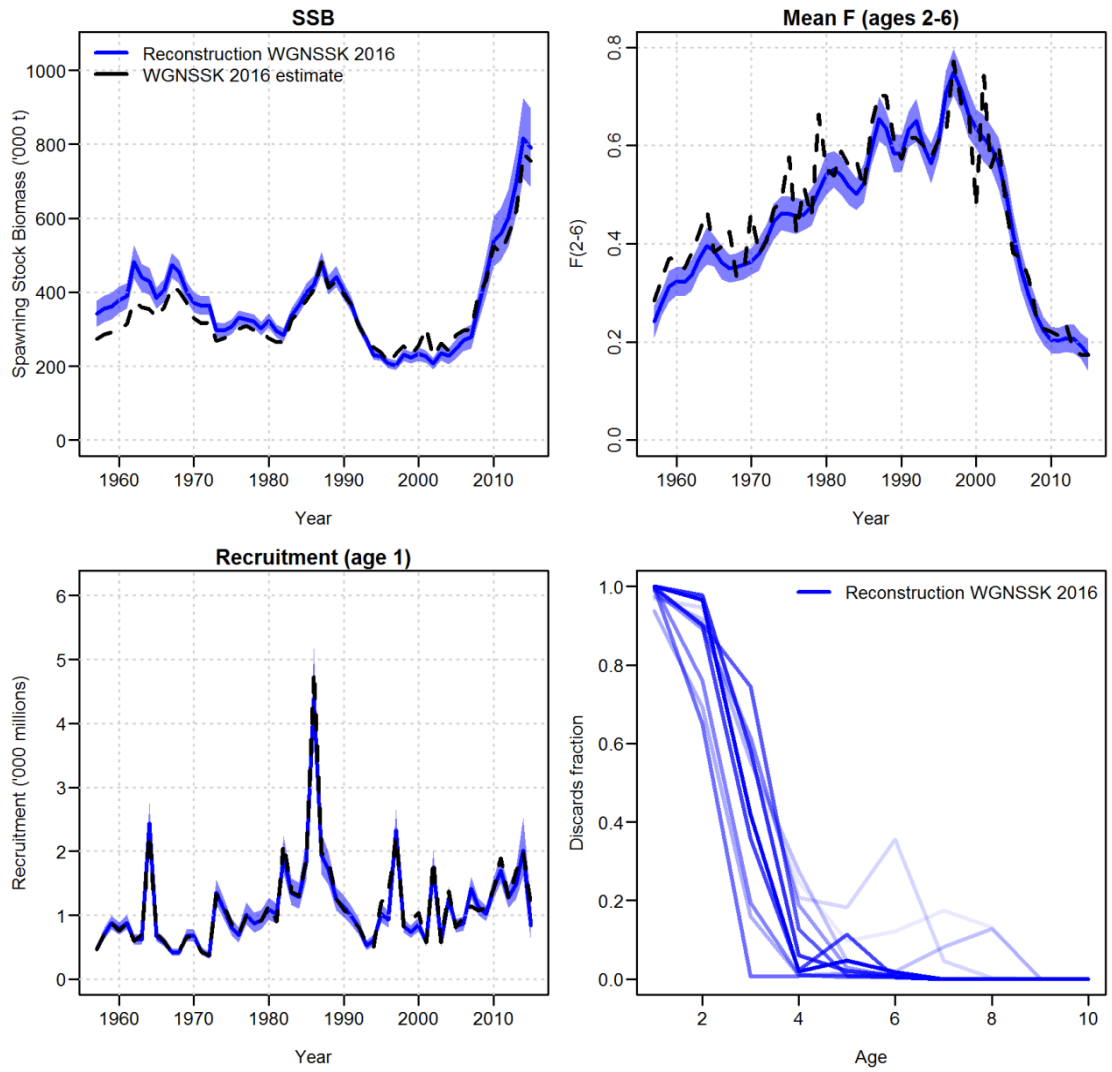 SSB
Reconstruction WGNSSK 2016
WGNSSK 2016 estimate
Spawning Stock Biomass ('000 t)
1000
800
600
400
200
0
1960 1970 1980 1990 2000 2010
Year
Mean F (ages 2-6)
F(2-6)
0.8
0.6
0.4
0.2
0.0
1960 1970 1980 1990 2000 2010
Year
Recruitment (age 1)
Recruitment ('000 millions)
6
5
4
3
2
1
0
1960 1970 1980 1990 2000 2010
Year
Reconstruction WGNSSK 2016
Discards fraction
1.0
0.8
0.6
0.4
0.2
0.0
2 4 6 8 10
Age